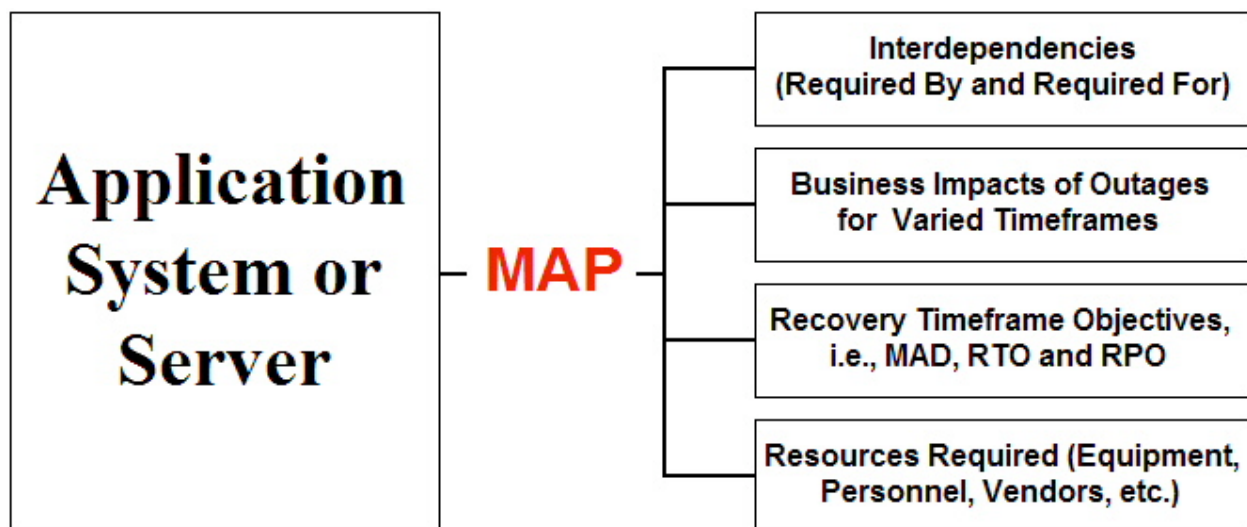 Application
System or
Server
MAP
Interdependencies
(Required By and Required For)
Business Impacts of Outages
for Varied Timeframes
Recovery Timeframe Objectives,
i.e., MAD, RTO and RPO
Resources Required (Equipment,
Personnel, Vendors, etc.)